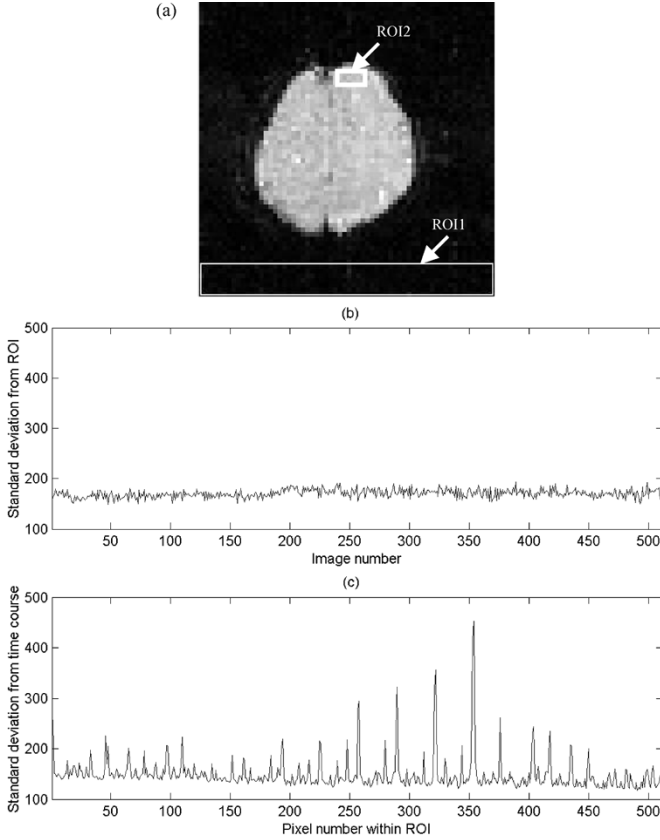 (a)
ROI2
ROI1
(b)
Standard deviation from ROI
500
400
300
200
100
50 100 150 200 250 300 350 400 450 500
Image number
(c)
Standard deviation from time course
500
400
300
200
100
50 100 150 200 250 300 350 400 450 500
Pixel number within ROI